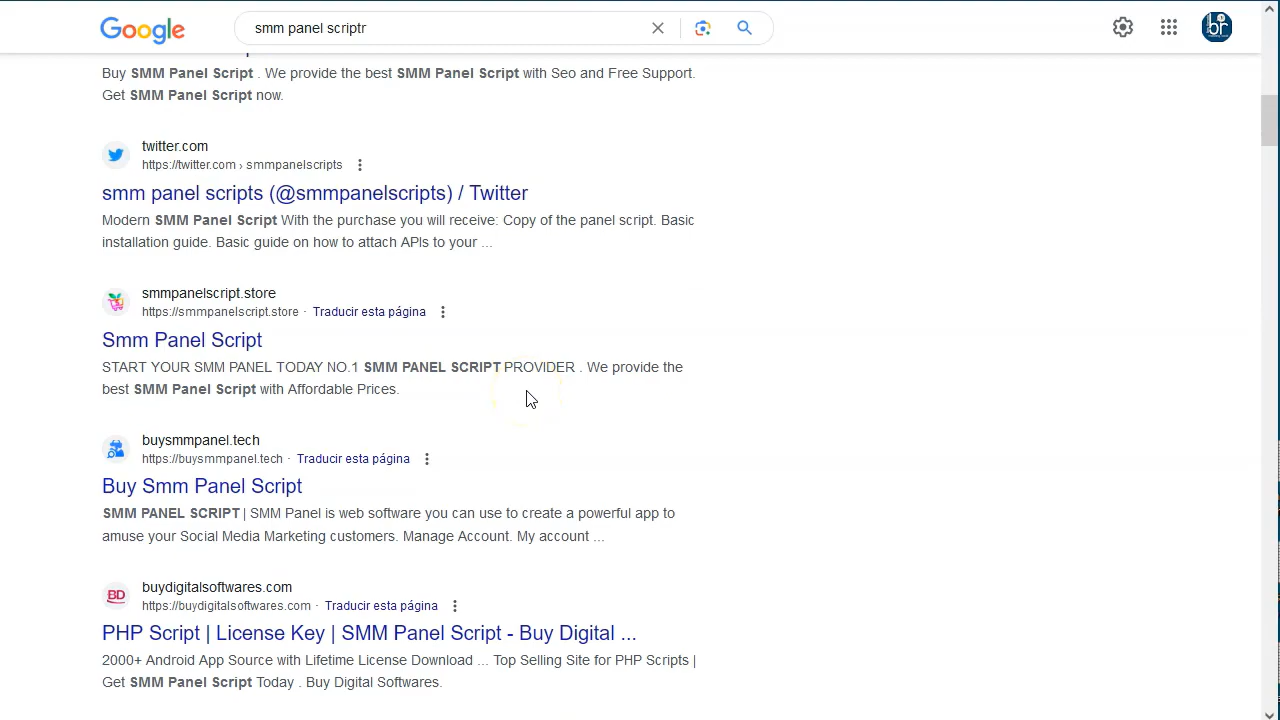 Google
smm panel scriptr
Buy SMM Panel Script . We provide the best SMM Panel Script with Seo and Free Support.
Get SMM Panel Script now.
twitter.com
https://twitter.com › smmpanelscripts
smm panel scripts (@smmpanelscripts) / Twitter
Modern SMM Panel Script With the purchase you will receive: Copy of the panel script. Basic
installation guide. Basic guide on how to attach APIs to your ...
smmpanelscript.store
https://smmpanelscript.store · Traducir esta página
Smm Panel Script
START YOUR SMM PANEL TODAY NO.1 SMM PANEL SCRIPT PROVIDER . We provide the
best SMM Panel Script with Affordable Prices.
buysmmpanel.tech
https://buysmmpanel.tech · Traducir esta página
Buy Smm Panel Script
SMM PANEL SCRIPT | SMM Panel is web software you can use to create a powerful app to
amuse your Social Media Marketing customers. Manage Account. My account ...
BD
buydigitalsoftwares.com
https://buydigitalsoftwares.com · Traducir esta página
PHP Script | License Key | SMM Panel Script - Buy Digital ...
2000+ Android App Source with Lifetime License Download ... Top Selling Site for PHP Scripts |
Get SMM Panel Script Today . Buy Digital Softwares.